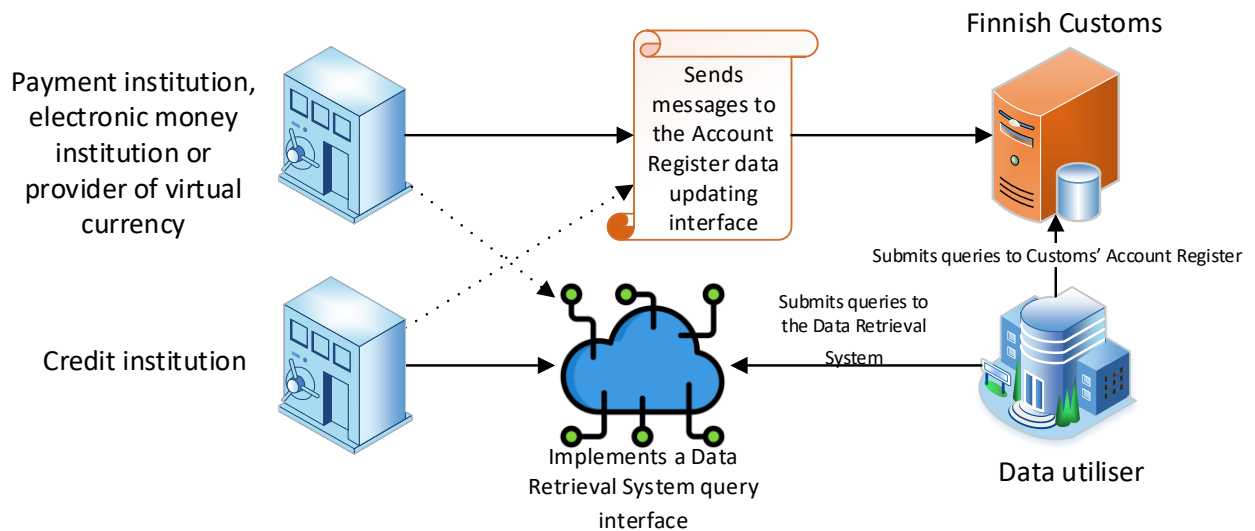 Payment institution,
electronic money
institution or
provider of virtual
currency
Sends
messages to
the Account
Register data
updating
interface
Finnish Customs
Submits queries to Customs’ Account Register
Credit institution
Submits queries to
the Data Retrieval
System
Implements a Data
Retrieval System query
interface
Data utiliser